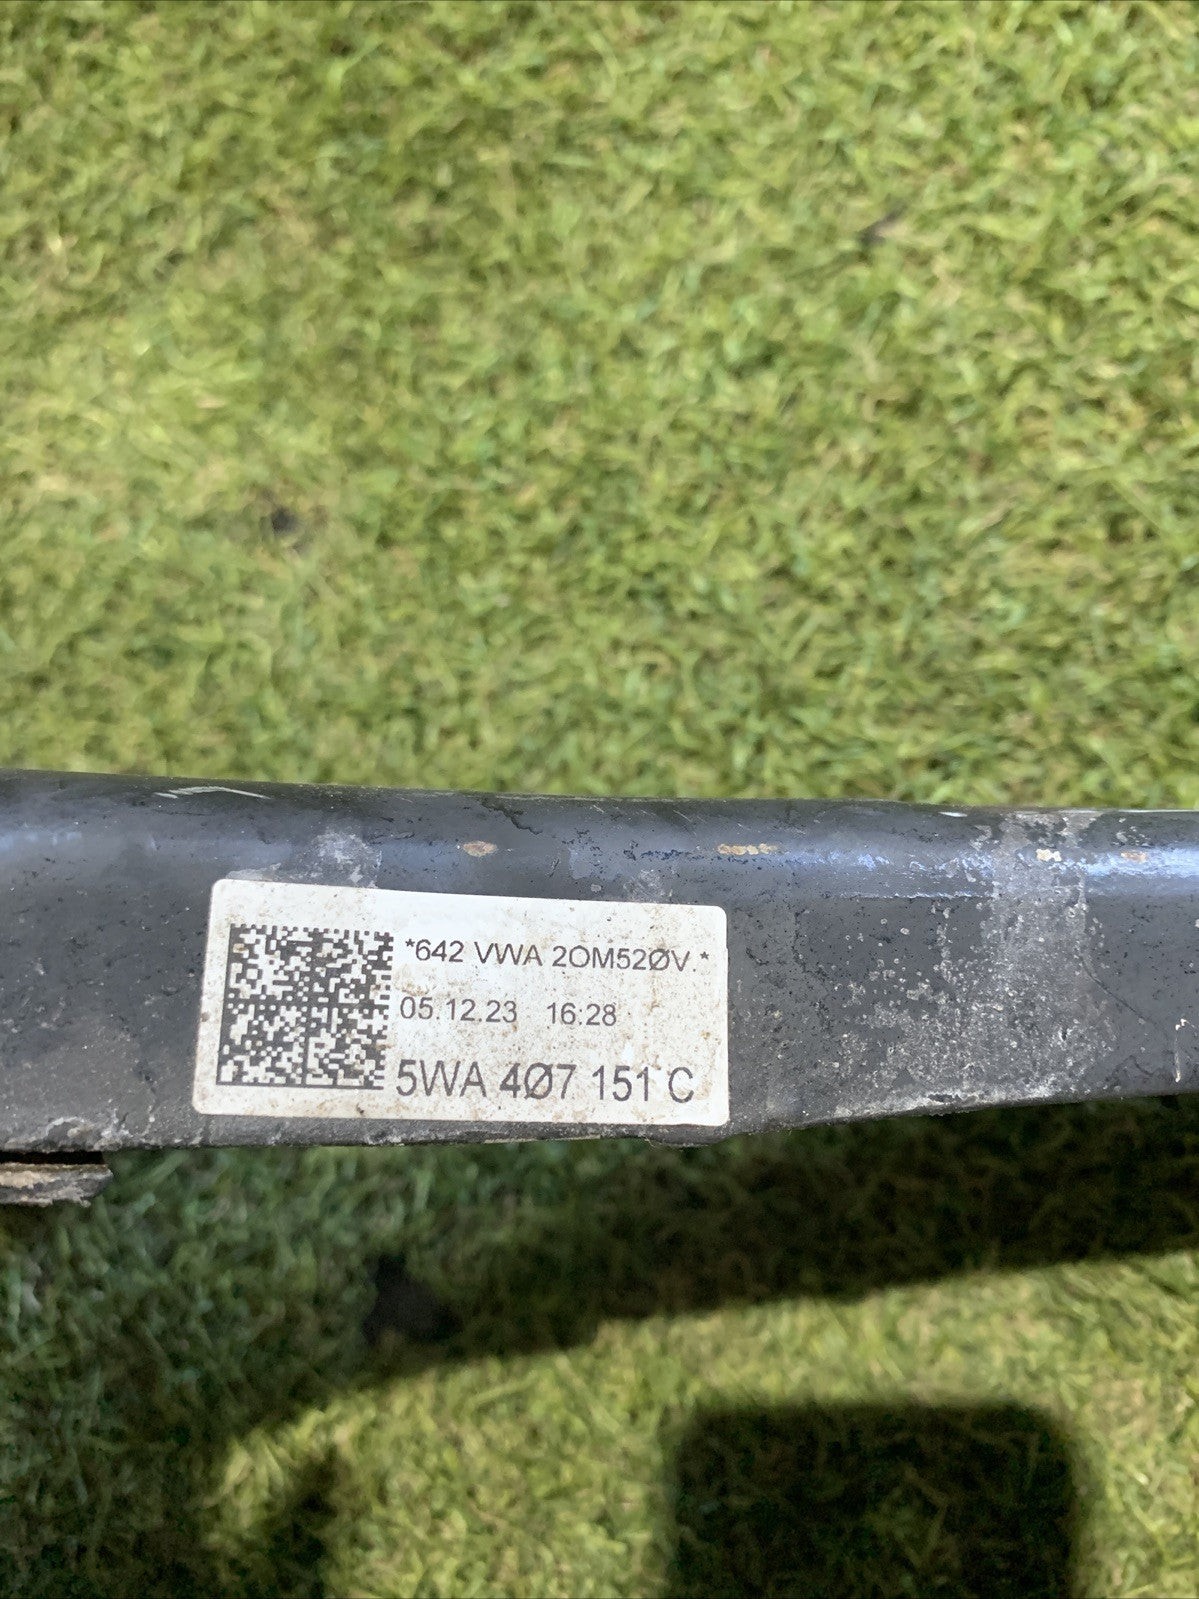 *642 VWA 2OM52ØV.*
05.12.23 16:28
5WA 4Ø7 151 C